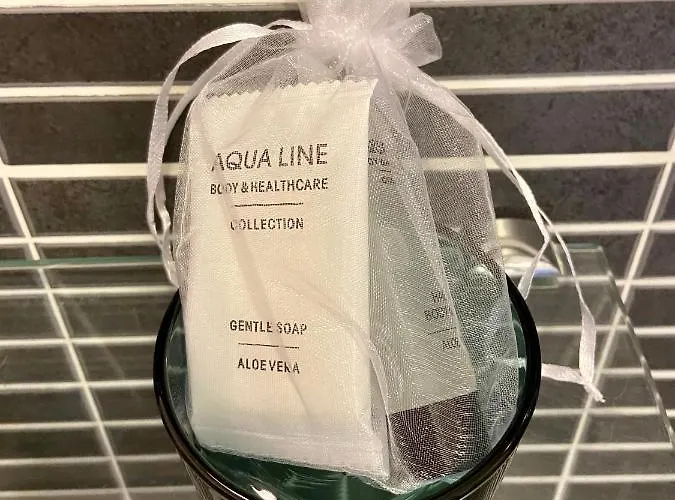 AQUA LINE
BODY & HEALTHCARE
COLLECTION
GENTLE SOAP
ALOE VERA